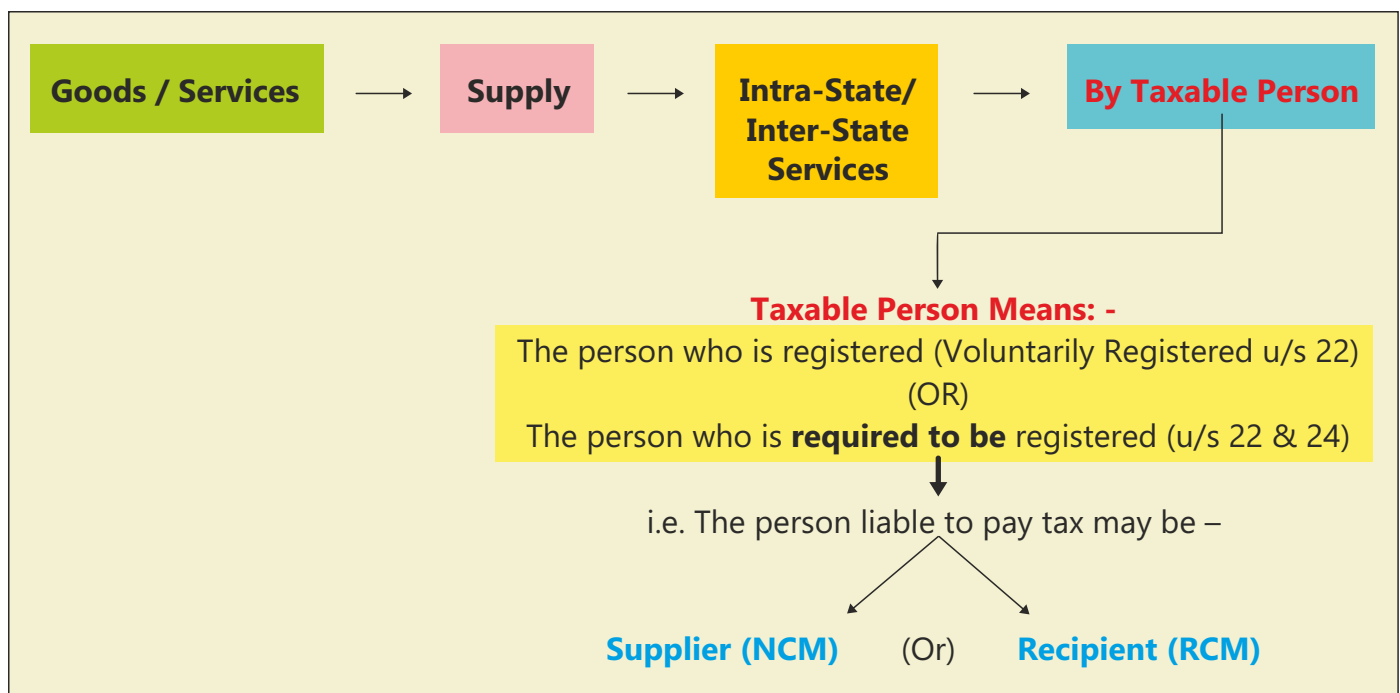 Goods / Services
Supply
Intra-State/
Inter-State
Services
By Taxable Person
Taxable Person Means: -
The person who is registered (Voluntarily Registered u/s 22)
(OR)
The person who is required to be registered (u/s 22 & 24)
i.e. The person liable to pay tax may be –
Supplier (NCM) (Or) Recipient (RCM)